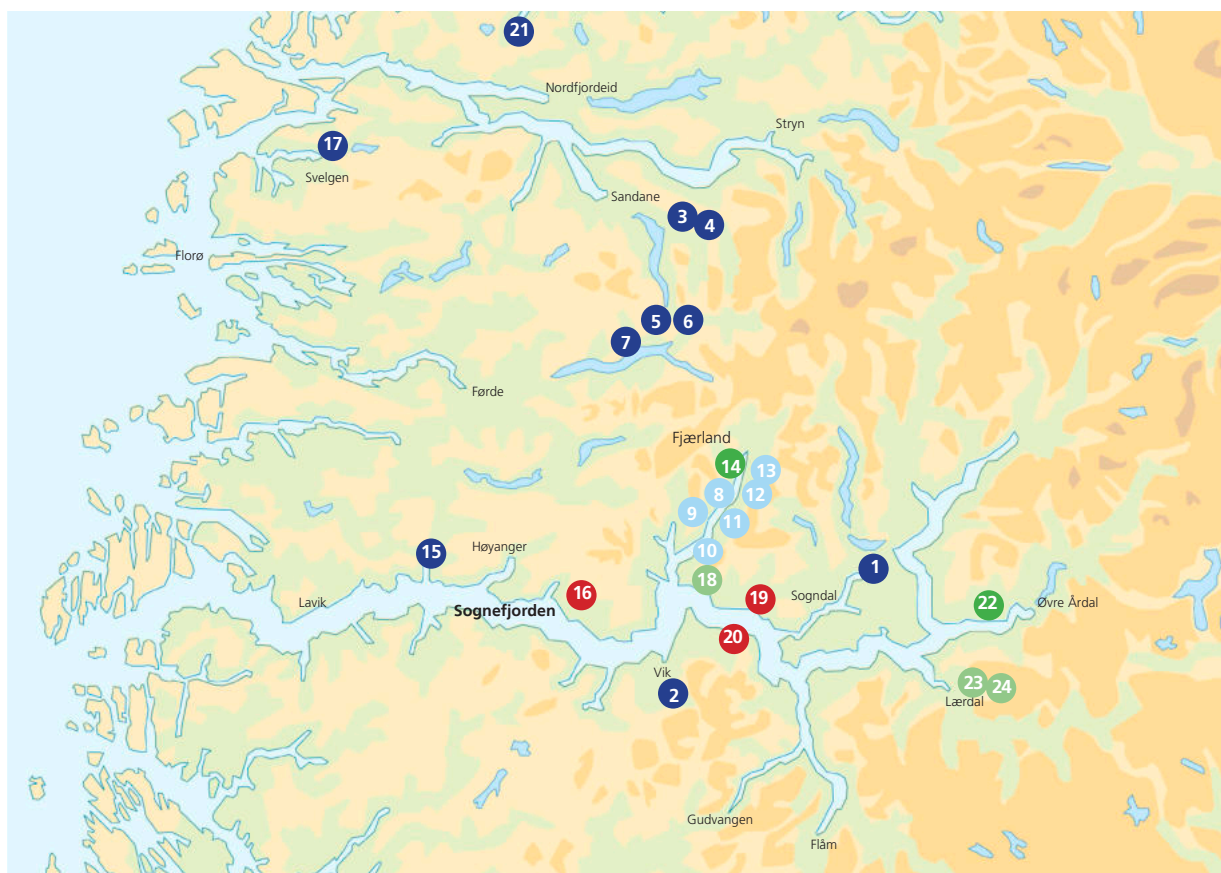 21
Nordfjordeid
Stryn
17
Svelgen
Sandane
3
4
Florø
5
6
7
Førde
Fjærland
14
13
8
12
9
11
10
15
Høyanger
1
18
16
19
Sogndal
22
Øvre Årdal
Lavik
Sognefjorden
20
Vik
2
23
24
Lærdal
Gudvangen
Flåm